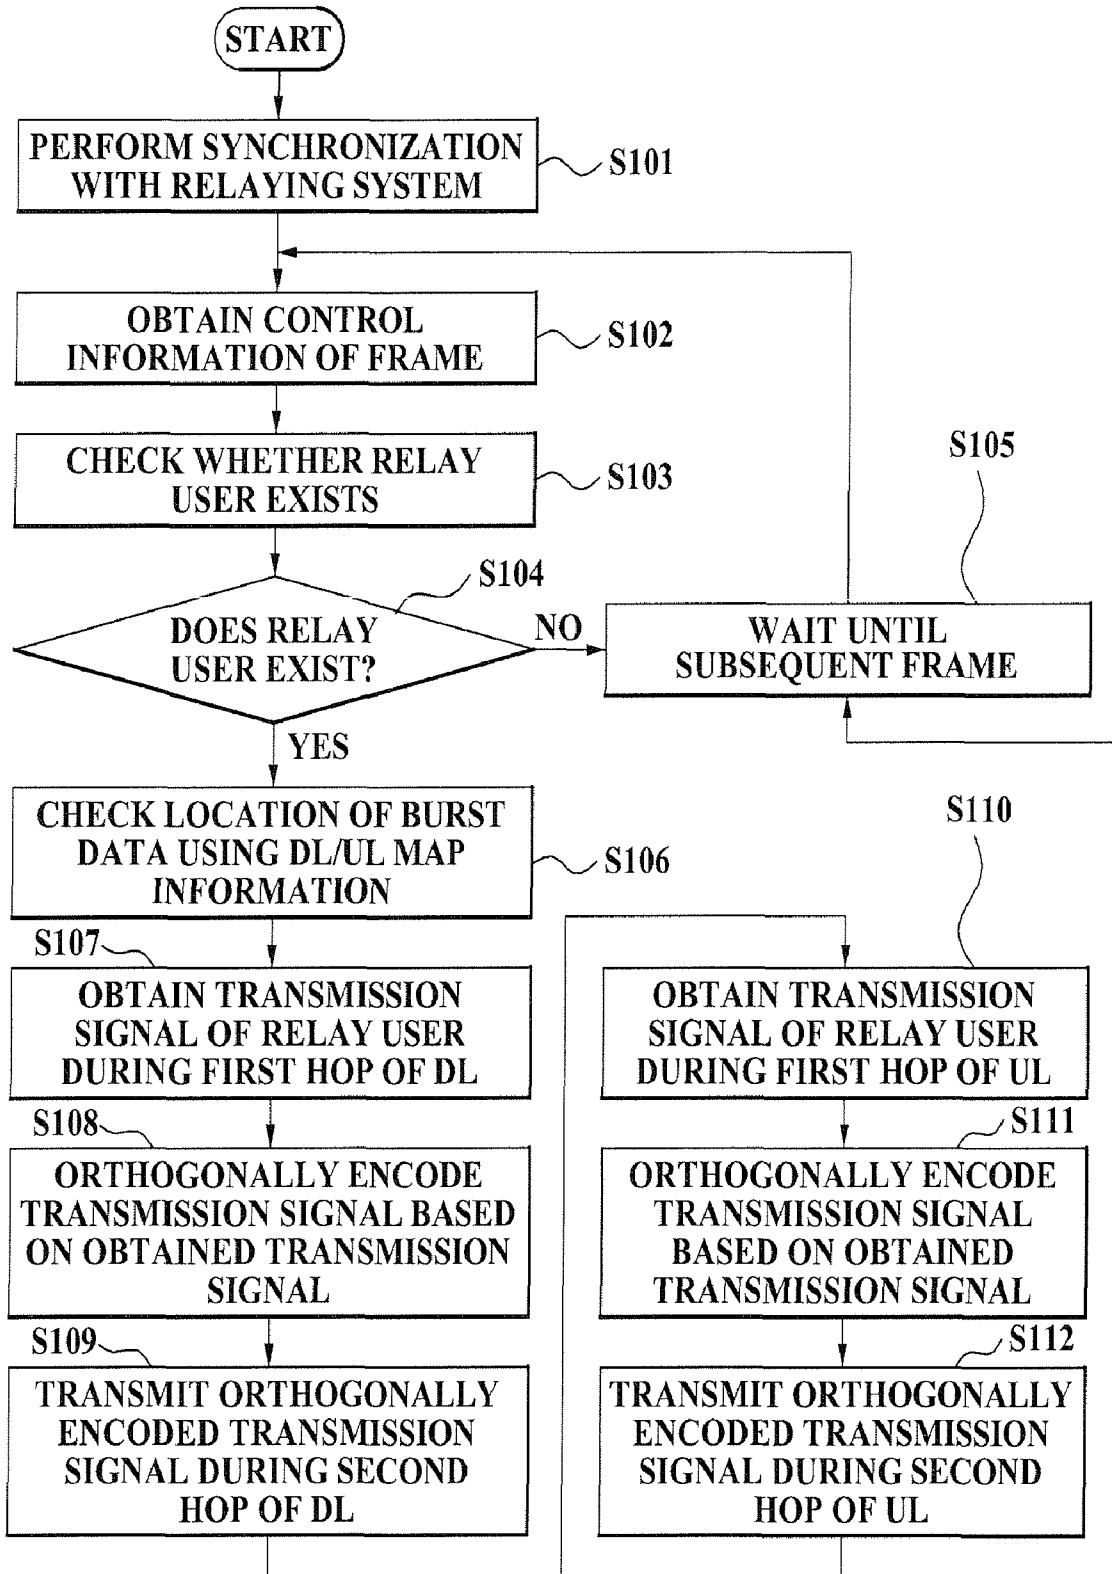 START
PERFORM SYNCHRONIZATION
WITH RELAYING SYSTEM
S101
OBTAIN CONTROL
INFORMATION OF FRAME
S102
CHECK WHETHER RELAY
USER EXISTS
S103
S104
DOES RELAY
USER EXIST?
NO
YES
S105
WAIT UNTIL
SUBSEQUENT FRAME
CHECK LOCATION OF BURST
DATA USING DL/UL MAP
INFORMATION
S106
S107
OBTAIN TRANSMISSION
SIGNAL OF RELAY USER
DURING FIRST HOP OF DL
S108
ORTHOGONALLY ENCODE
TRANSMISSION SIGNAL BASED
ON OBTAINED TRANSMISSION
SIGNAL
S109
TRANSMIT ORTHOGONALLY
ENCODED TRANSMISSION
SIGNAL DURING SECOND
HOP OF DL
S110
OBTAIN TRANSMISSION
SIGNAL OF RELAY USER
DURING FIRST HOP OF UL
S111
ORTHOGONALLY ENCODE
TRANSMISSION SIGNAL
BASED ON OBTAINED
TRANSMISSION SIGNAL
S112
TRANSMIT ORTHOGONALLY
ENCODED TRANSMISSION
SIGNAL DURING SECOND
HOP OF UL